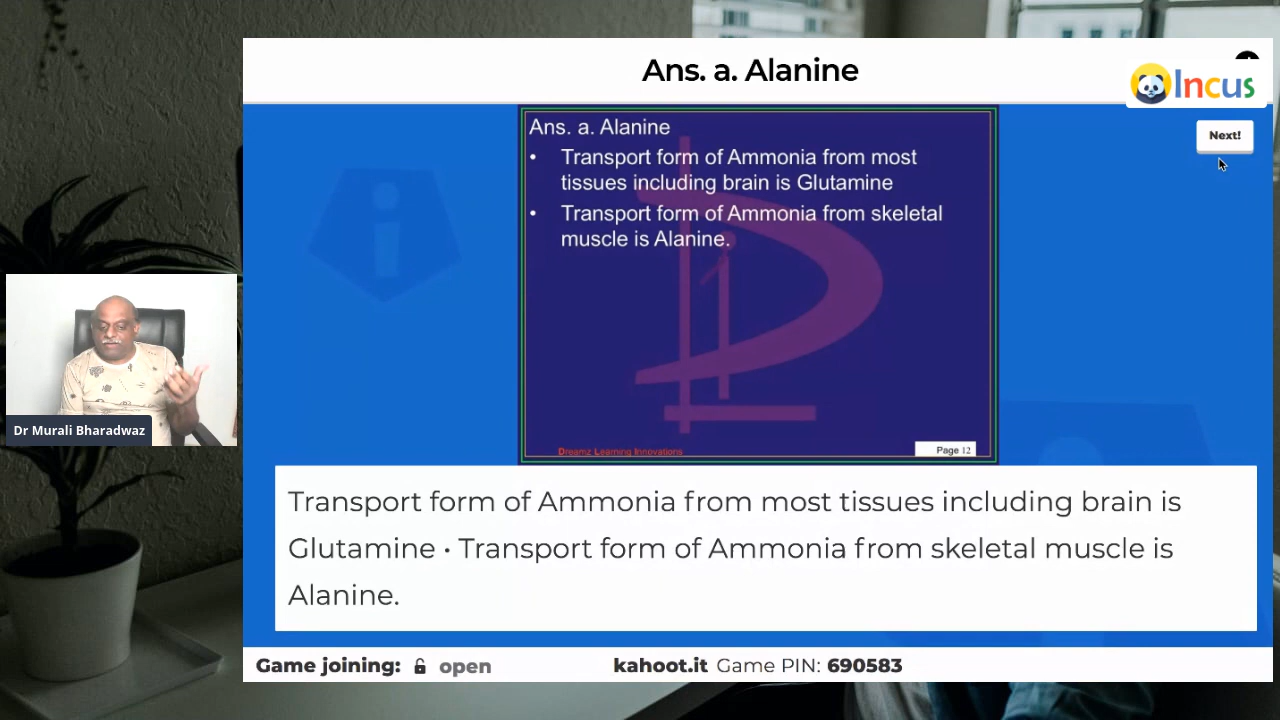 Ans. a. Alanine
Incus
Next!
Ans. a. Alanine
• Transport form of Ammonia from most
tissues including brain is Glutamine
• Transport form of Ammonia from skeletal
muscle is Alanine.
Dreamz Learning Innovations
Page 12
Dr Murali Bharadwaz
Transport form of Ammonia from most tissues including brain is
Glutamine • Transport form of Ammonia from skeletal muscle is
Alanine.
Game joining: open
kahoot.it Game PIN: 690583